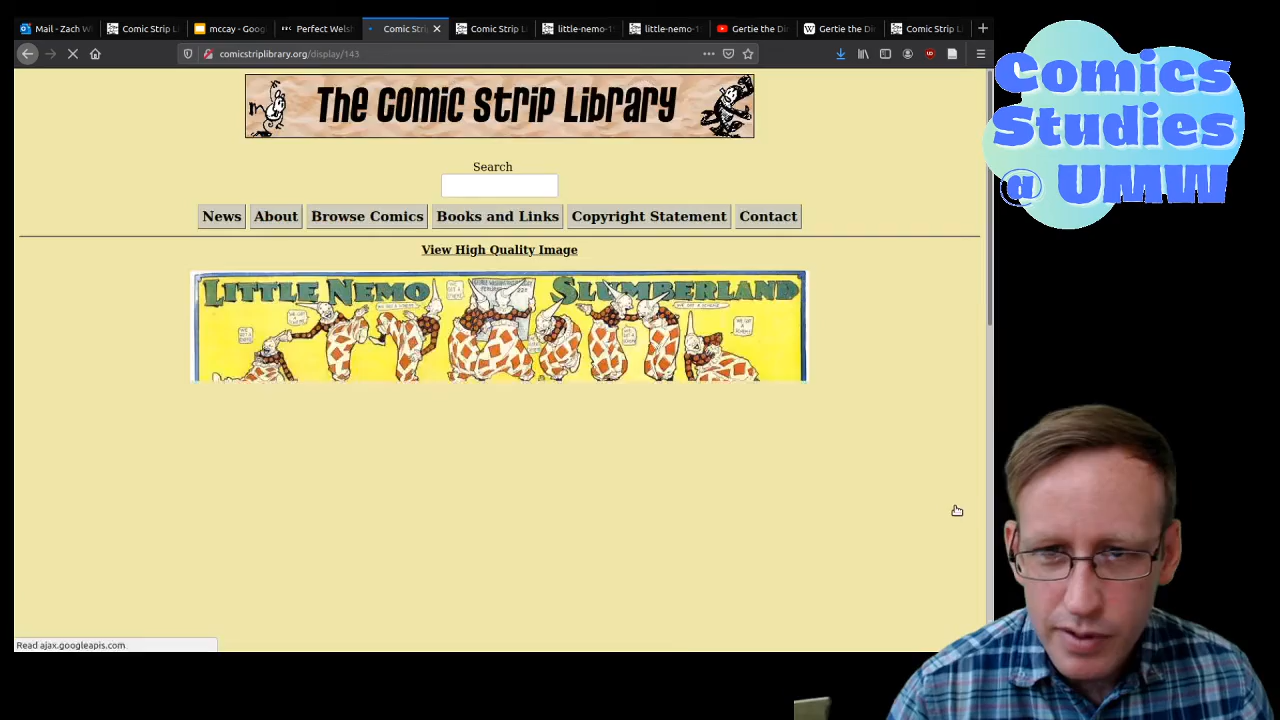 Mail - Zach W
Comic Strip Li
mccay - Goog
Perfect Welsh
Comic Stri
Comic Strip L
little-nemo-1
little-nemo-1
Gertie the Di
Gertie the Di
Comic Strip L
comicstriplibrary.org/display/143
The Comic Strip Library
Search
News
About
Browse Comics
Books and Links
Copyright Statement
Contact
View High Quality Image
LITTLE NEMO
SLUMBERLAND
Read ajax.googleapis.com
Comics
Studies
@ UMW